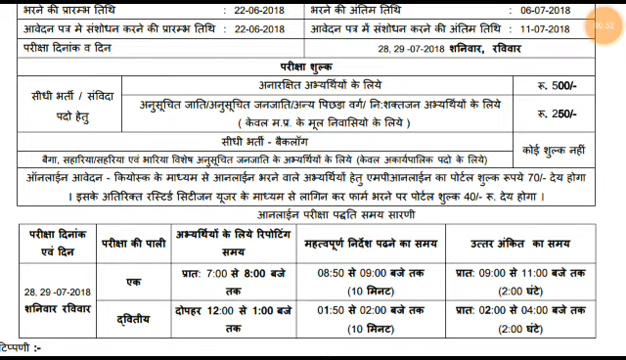 भरने की प्रारम्भ तिथि : 22-06-2018 भरने की अंतिम तिथि : 06-07-2018
आवेदन पत्र मे संशोधन करने की प्रारम्भ तिथि : 22-06-2018 आवेदन पत्र में संशोधन करने की अंतिम तिथि : 11-07-2018
परीक्षा दिनांक व दिन 28, 29 -07-2018 शनिवार, रविवार
परीक्षा शुल्क
सीधी भर्ती / संविदा
पदो हेतु
अनारक्षित अभ्यर्थियों के लिये
रू. 500/-
अनुसूचित जाति/अनुसूचित जनजाति/अन्य पिछड़ा वर्ग/ नि:शक्तजन अभ्यर्थियों के लिये
( केवल म.प्र. के मूल निवासियो के लिये )
रू. 250/-
सीधी भर्ती - बैकलॉग
बैगा, सहारिया/सहरिया एवं भारिया विशेष अनुसूचित जनजाति के अभ्यर्थियों के लिये (केवल अकार्यपालिक पदो के लिये)
कोई शुल्क नहीं
ऑनलाईन आवेदन - कियोस्क के माध्यम से आनलाईन भरने वाले अभ्यर्थियों हेतु एमपीआनलाईन का पोर्टल शुल्क रूपये 70/- देय होगा
। इसके अतिरिक्त रस्टिर्ड सिटीजन यूजर के माध्यम से लागिन कर फार्म भरने पर पोर्टल शुल्क 40/- रू. देय होगा ।
आनलाईन परीक्षा पद्धति समय सारणी
परीक्षा दिनांक
एवं दिन
परीक्षा की पाली
अभ्यर्थियों के लिये रिपोर्टिंग
समय
महत्वपूर्ण निर्देश पढने का समय
उत्तर अंकित का समय
28, 29 -07-2018
शनिवार रविवार
एक
प्रात: 7:00 से 8:00 बजे
तक
08:50 से 09:00 बजे तक
(10 मिनट)
प्रात: 09:00 से 11:00 बजे तक
(2:00 घंटे)
द्वितीय
दोपहर 12:00 से 1:00 बजे
तक
01:50 से 02:00 बजे तक
(10 मिनट)
प्रात: 02:00 से 04:00 बजे तक
(2:00 घंटे)
टिप्पणी :-